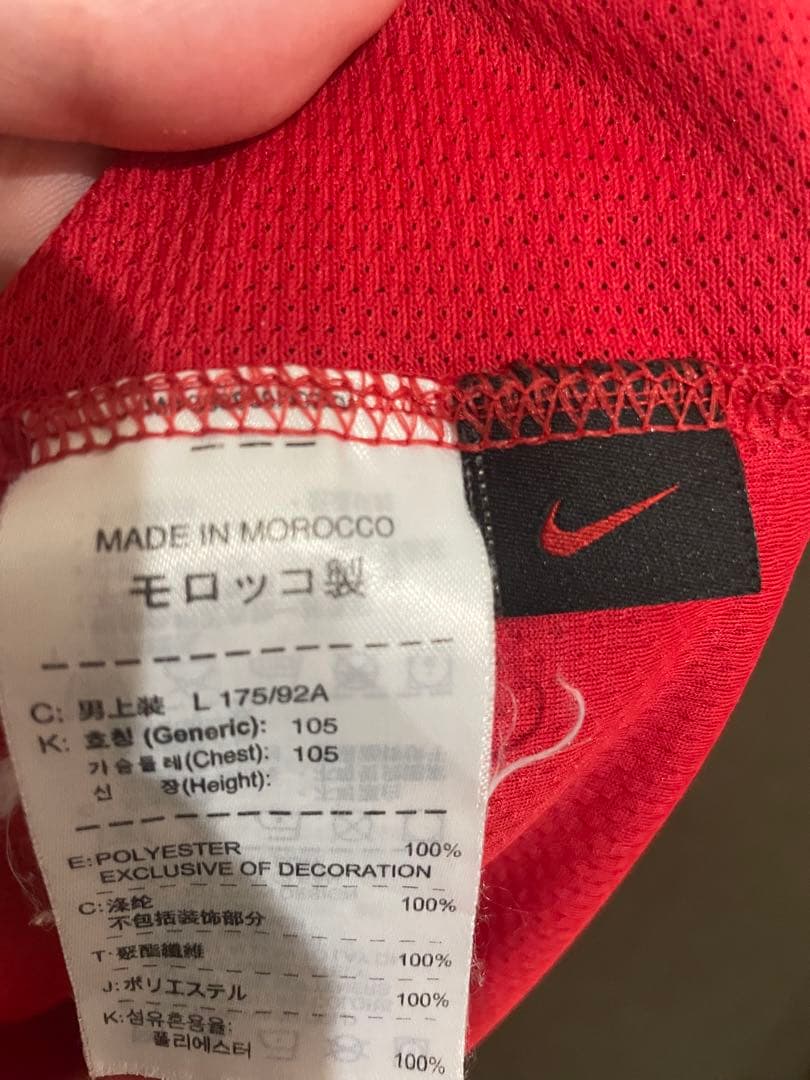 MADE IN MOROCCO
モロッコ製
C: 男上装 L 175/92A
K: 호칭 (Generic): 105
가슴둘레(Chest): 105
신 장(Height):
E:POLYESTER 100%
EXCLUSIVE OF DECORATION
C:涤纶 100%
不包括装饰部分
T:聚酯纖維 100%
J:ポリエステル 100%
K:섬유혼용율:
폴리에스터 100%